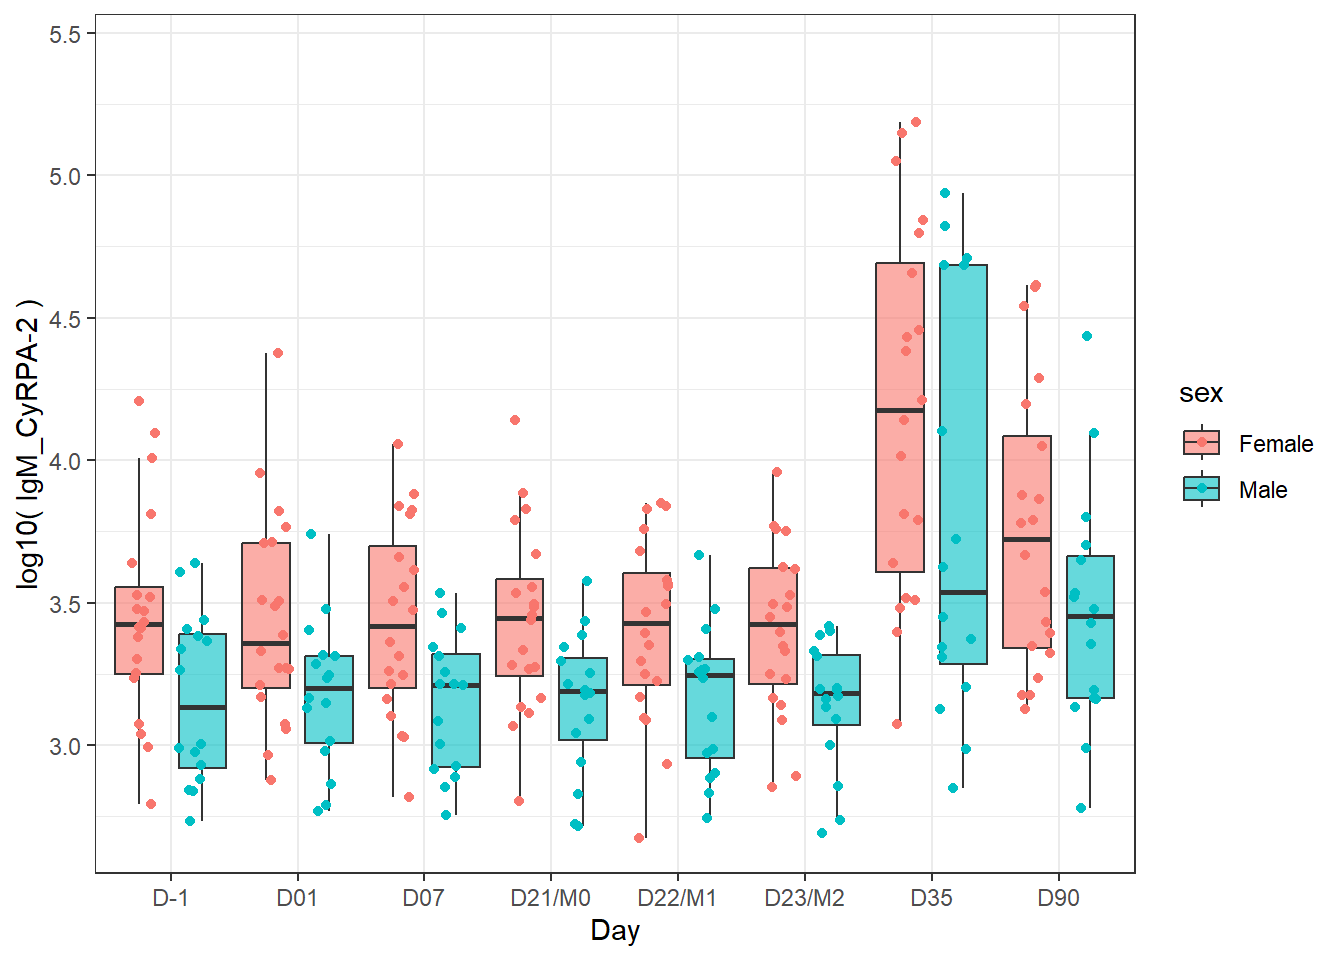 5.5
5.0
4.5
4.0
3.5
3.0
log10( IgM_CyRPA-2 )
D-1 D01 D07 D21/M0 D22/M1 D23/M2 D35 D90
Day
sex
Female
Male